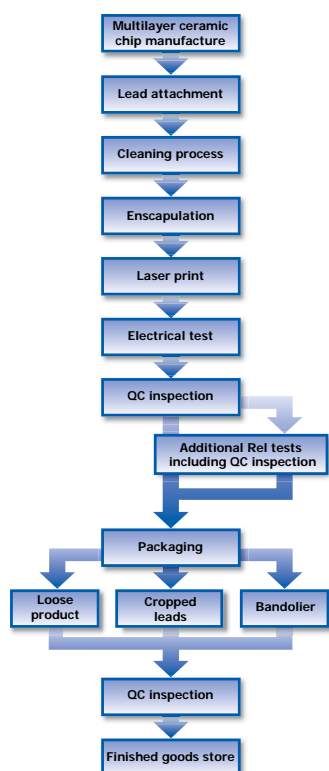 Multilayer ceramic
chip manufacture
Lead attachment
Cleaning process
Enscapulation
Laser print
Electrical test
QC inspection
Additional Rel tests
including QC inspection
Packaging
Loose
product
Cropped
leads
Bandolier
QC inspection
Finished goods store